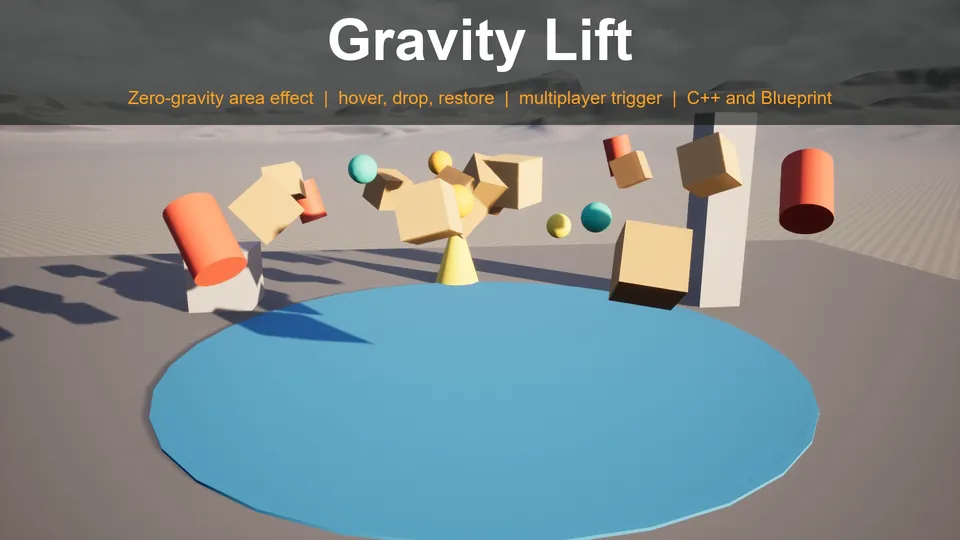 Gravity Lift
Zero-gravity area effect | hover, drop, restore | multiplayer trigger | C++ and Blueprint